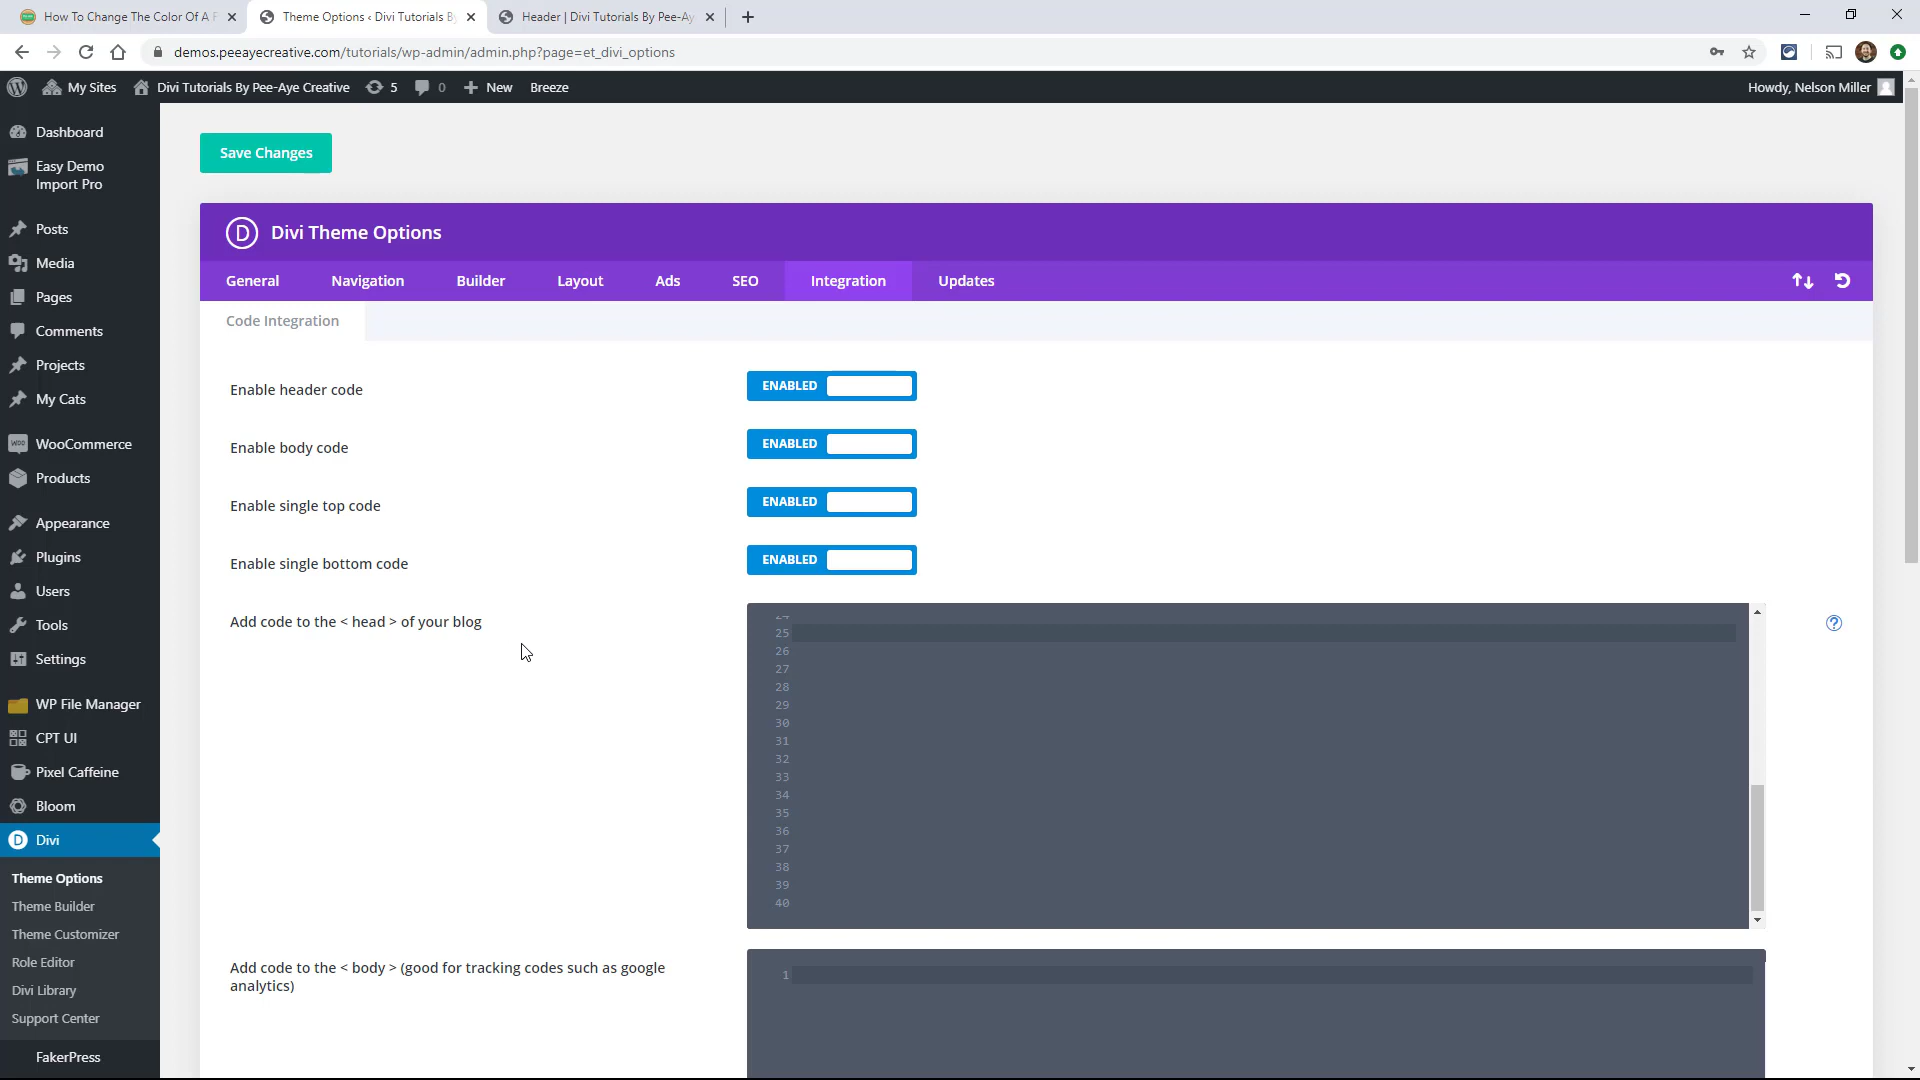 How To Change The Color Of A F
Theme Options ‹ Divi Tutorials B
Header | Divi Tutorials By Pee-Ay
demos.peeayecreative.com/tutorials/wp-admin/admin.php?page=et_divi_options
My Sites
Divi Tutorials By Pee-Aye Creative
5
0
New
Breeze
Howdy, Nelson Miller
Dashboard
Easy Demo
Import Pro
Posts
Media
Pages
Comments
Projects
My Cats
WooCommerce
Products
Appearance
Plugins
Users
Tools
Settings
WP File Manager
CPT UI
Pixel Caffeine
Bloom
Divi
Theme Options
Theme Builder
Theme Customizer
Role Editor
Divi Library
Support Center
FakerPress
Save Changes
D
Divi Theme Options
General
Navigation
Builder
Layout
Ads
SEO
Integration
Updates
Code Integration
Enable header code
ENABLED
Enable body code
ENABLED
Enable single top code
ENABLED
Enable single bottom code
ENABLED
Add code to the < head > of your blog
24
25
26
27
28
29
30
31
32
33
34
35
36
37
38
39
40
?
Add code to the < body > (good for tracking codes such as google
analytics)
1